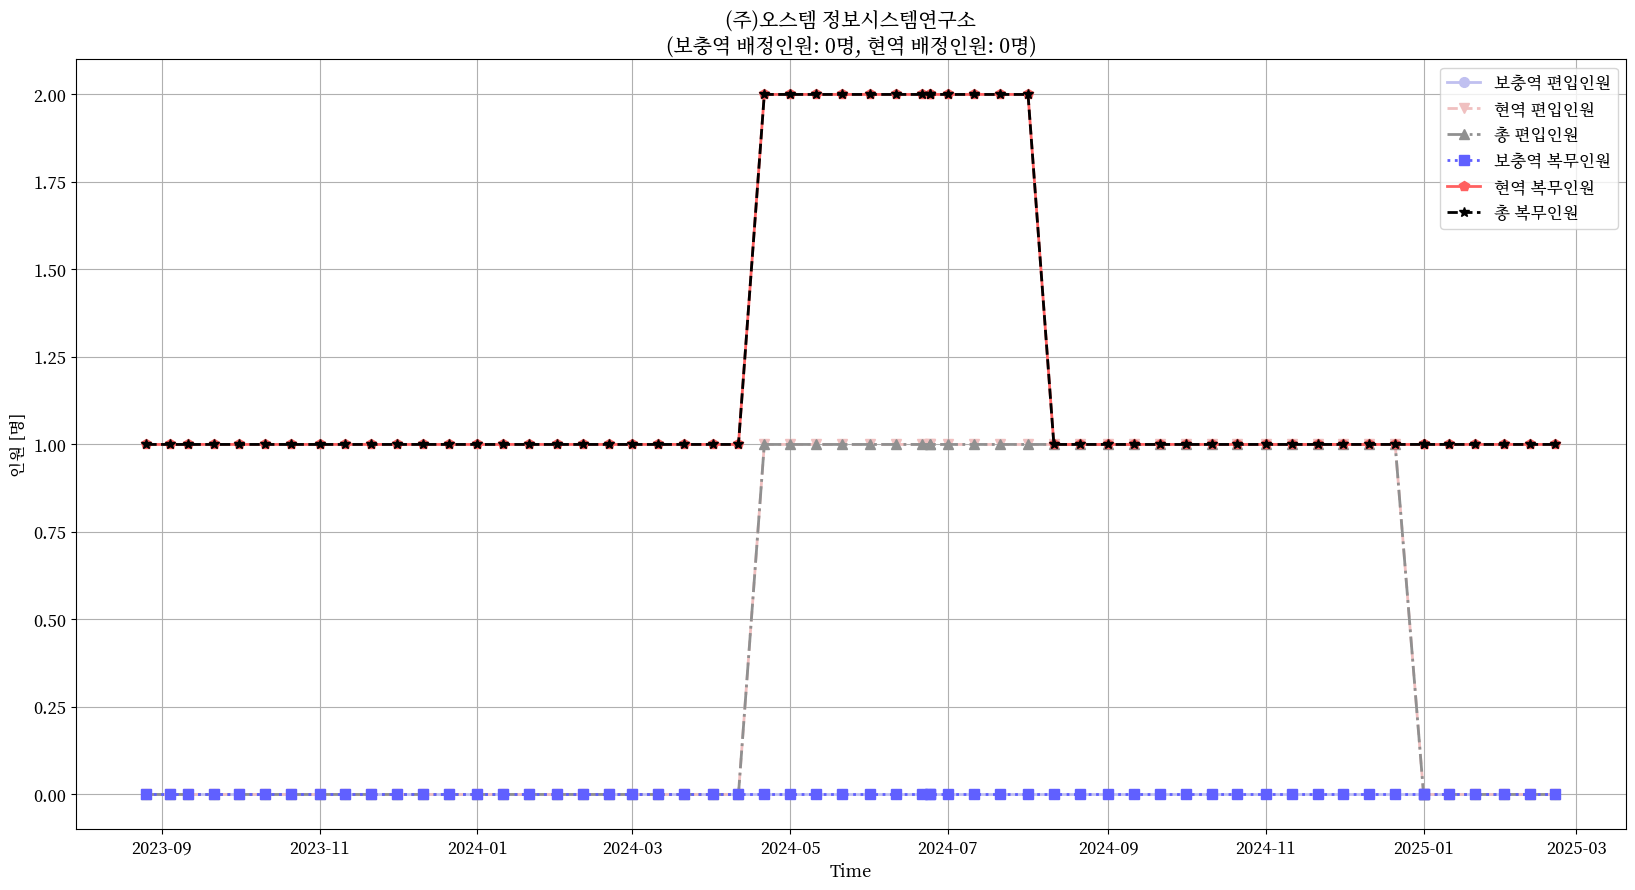 (주)오스템 정보시스템연구소
(보충역 배정인원: 0명, 현역 배정인원: 0명)
보충역 편입인원
현역 편입인원
총 편입인원
보충역 복무인원
현역 복무인원
총 복무인원
인원 [명]
2.00
1.75
1.50
1.25
1.00
0.75
0.50
0.25
0.00
2023-09 2023-11 2024-01 2024-03 2024-05 2024-07 2024-09 2024-11 2025-01 2025-03
Time